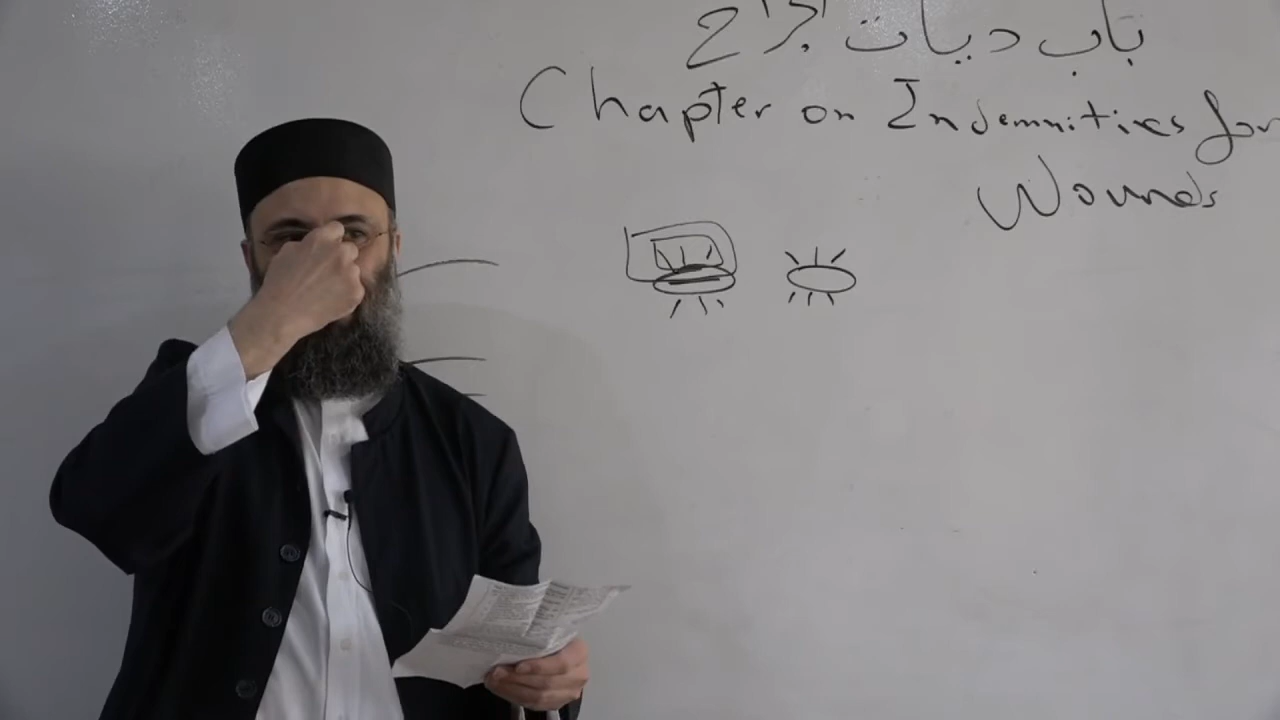 باب ديات الجراح
Chapter on Indemnities for
Wounds